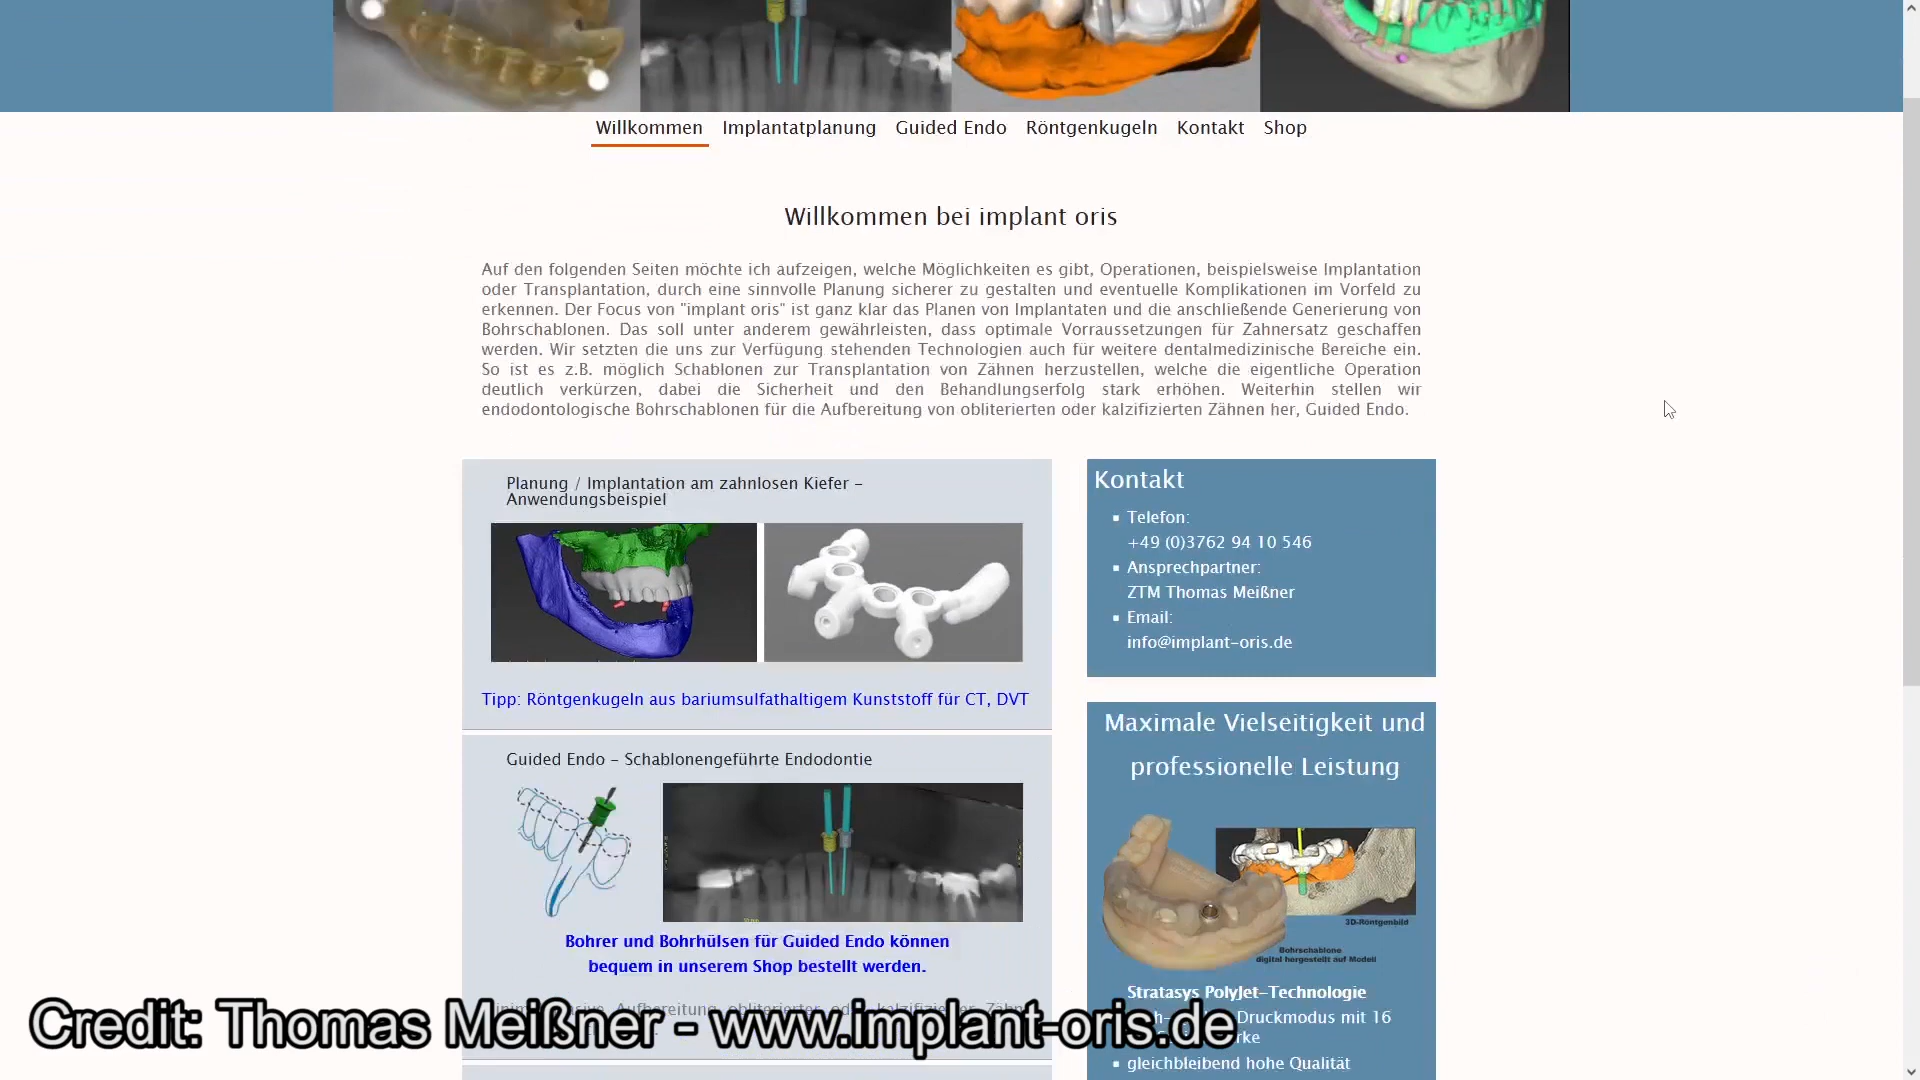 Willkommen Implantatplanung Guided Endo Röntgenkugeln Kontakt Shop
Willkommen bei implant oris
Auf den folgenden Seiten möchte ich aufzeigen, welche Möglichkeiten es gibt, Operationen, beispielsweise Implantation
oder Transplantation, durch eine sinnvolle Planung sicherer zu gestalten und eventuelle Komplikationen im Vorfeld zu
erkennen. Der Focus von "implant oris" ist ganz klar das Planen von Implantaten und die anschließende Generierung von
Bohrschablonen. Das soll unter anderem gewährleisten, dass optimale Vorraussetzungen für Zahnersatz geschaffen
werden. Wir setzten die uns zur Verfügung stehenden Technologien auch für weitere dentalmedizinische Bereiche ein.
So ist es z.B. möglich Schablonen zur Transplantation von Zähnen herzustellen, welche die eigentliche Operation
deutlich verkürzen, dabei die Sicherheit und den Behandlungserfolg stark erhöhen. Weiterhin stellen wir
endodontologische Bohrschablonen für die Aufbereitung von obliterierten oder kalzifizierten Zähnen her, Guided Endo.
Planung / Implantation am zahnlosen Kiefer –
Anwendungsbeispiel
Tipp: Röntgenkugeln aus bariumsulfathaltigem Kunststoff für CT, DVT
Guided Endo – Schablonengeführte Endodontie
Bohrer und Bohrhülsen für Guided Endo können
bequem in unserem Shop bestellt werden.
Aufbereitung obliterierter kalzifizierter
Kontakt
Telefon:
+49 (0)3762 94 10 546
Ansprechpartner:
ZTM Thomas Meißner
Email:
info@implant-oris.de
Maximale Vielseitigkeit und
professionelle Leistung
3D-Röntgenbild
Bohrschablone
digital hergestellt auf Modell
Stratasys PolyJet-Technologie
Druckmodus mit 16
gleichbleibend hohe Qualität
Credit: Thomas Meißner - www.implant-oris.de